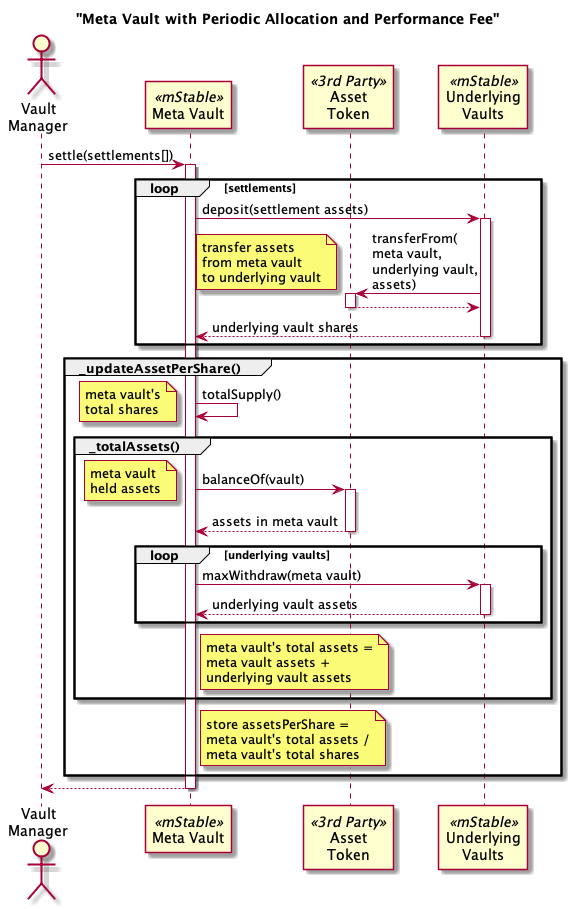 "Meta Vault with Periodic Allocation and Performance Fee"
Vault
Manager
«mStable»
Meta Vault
«3rd Party»
Asset
Token
«mStable»
Underlying
Vaults
settle(settlements[])
loop [settlements]
deposit(settlement assets)
transfer assets
from meta vault
to underlying vault
transferFrom(
meta vault,
underlying vault,
assets)
underlying vault shares
_updateAssetPerShare()
meta vault's
total shares
totalSupply()
_totalAssets()
meta vault
held assets
balanceOf(vault)
assets in meta vault
loop [underlying vaults]
maxWithdraw(meta vault)
underlying vault assets
meta vault's total assets =
meta vault assets +
underlying vault assets
store assetsPerShare =
meta vault's total assets /
meta vault's total shares
Vault
Manager
«mStable»
Meta Vault
«3rd Party»
Asset
Token
«mStable»
Underlying
Vaults